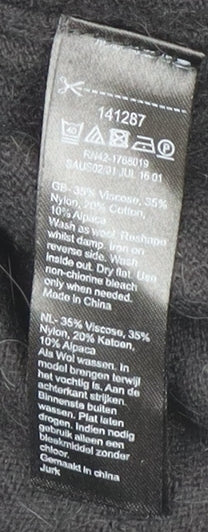 141287
40
P
RN42-1768019
SAUS02/01 JUL 16 01
GB- 35% Viscose, 35%
Nylon, 20% Cotton,
10% Alpaca
Wash as wool. Reshape
whilst damp. Iron on
reverse side. Wash
inside out. Dry flat. Use
non-chlorine bleach
only when needed.
Made in China
NL- 35% Viscose, 35%
Nylon, 20% Katoen,
10% Alpaca
Als Wol wassen. In
model brengen terwijl
het vochtig is. Aan de
achterkant strijken.
Binnenste buiten
wassen. Plat laten
drogen. Indien nodig
gebruik alleen een
bleekmiddel zonder
chloor.
Gemaakt in china
Jurk